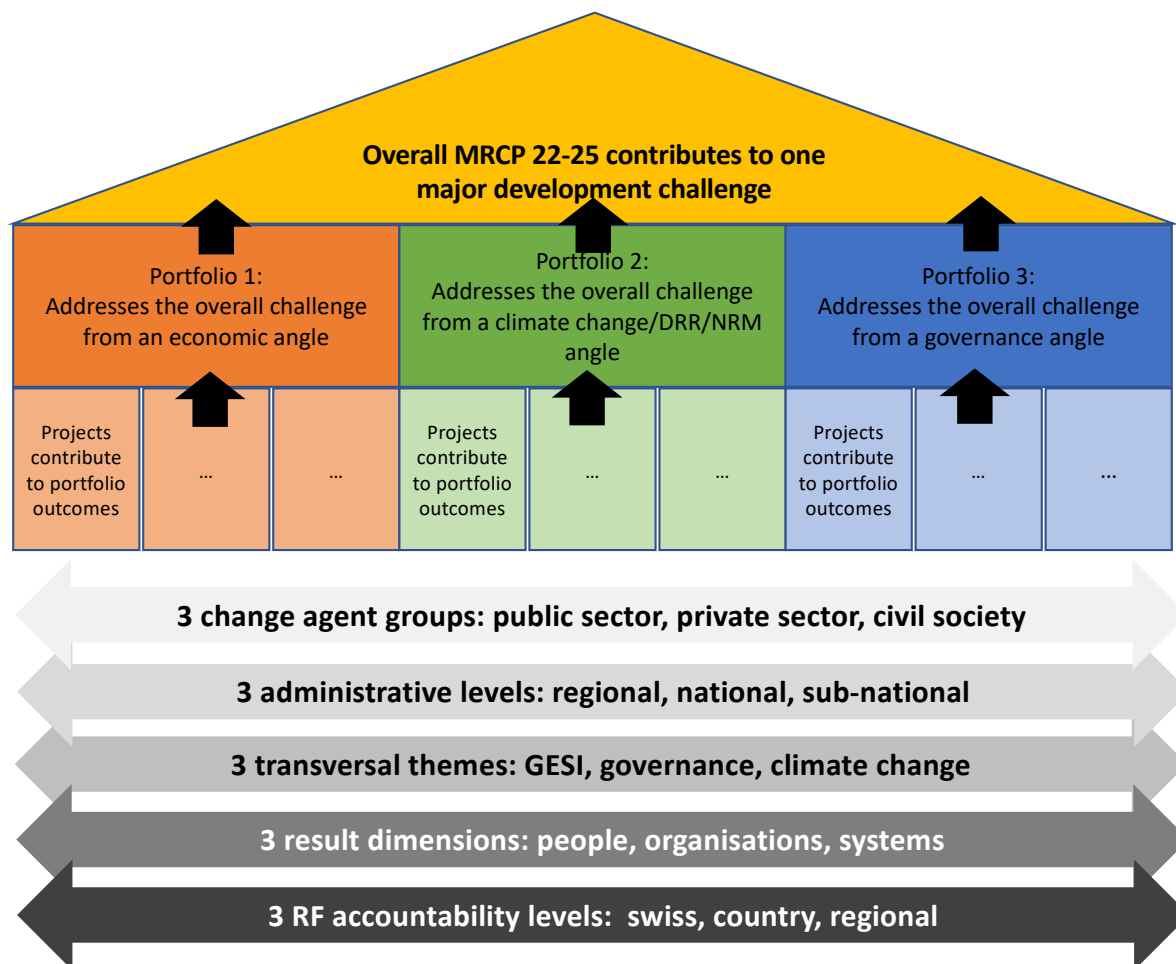 Overall MRCP 22-25 contributes to one
major development challenge
Portfolio 1:
Addresses the overall challenge
from an economic angle
Portfolio 2:
Addresses the overall challenge
from a climate change/DRR/NRM
angle
Portfolio 3:
Addresses the overall challenge
from a governance angle
Projects
contribute
to portfolio
outcomes
...
...
Projects
contribute
to portfolio
outcomes
...
...
Projects
contribute
to portfolio
outcomes
...
...
3 change agent groups: public sector, private sector, civil society
3 administrative levels: regional, national, sub-national
3 transversal themes: GESI, governance, climate change
3 result dimensions: people, organisations, systems
3 RF accountability levels:  swiss, country, regional